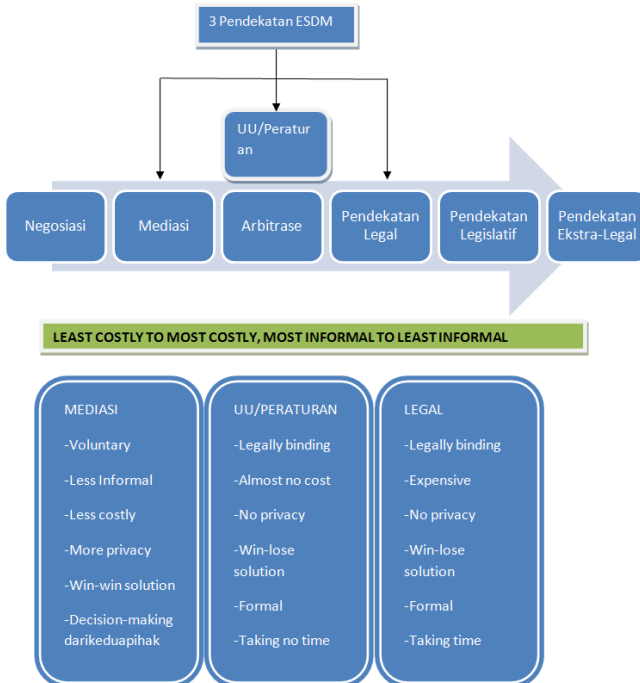 3 Pendekatan ESDM
UU/Peratur
an
Negosiasi
Mediasi
Arbitrase
Pendekatan
Legal
Pendekatan
Legislatif
Pendekatan
Ekstra-Legal
LEAST COSTLY TO MOST COSTLY, MOST INFORMAL TO LEAST INFORMAL
MEDIASI
-Voluntary
-Less Informal
-Less costly
-More privacy
-Win-win solution
-Decision-making
darikeduapihak
UU/PERATURAN
-Legally binding
-Almost no cost
-No privacy
-Win-lose
solution
-Formal
-Taking no time
LEGAL
-Legally binding
-Expensive
-No privacy
-Win-lose
solution
-Formal
-Taking time